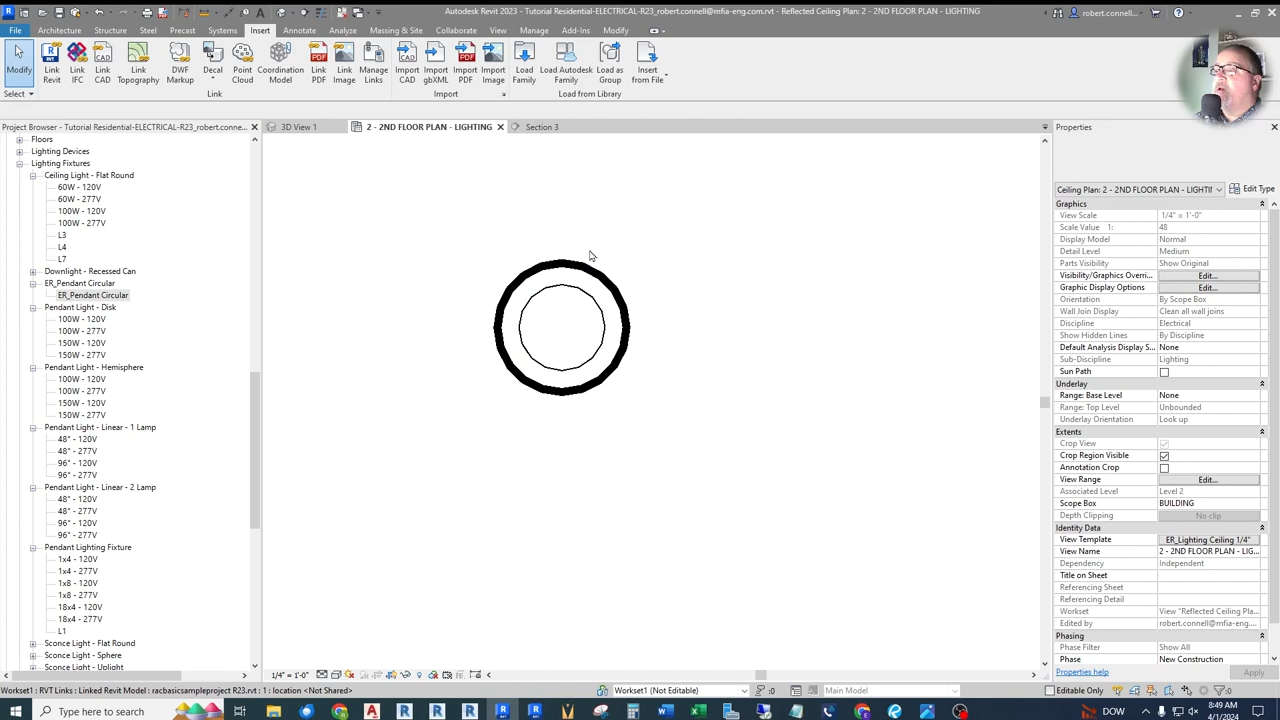 Autodesk Revit 2023 - Tutorial Residential-ELECTRICAL-R23_robert.connell@mfia-eng.com.rvt - Reflected Ceiling Plan: 2 - 2ND FLOOR PLAN - LIGHTING
robert.connell...
File Architecture Structure Steel Precast Systems Insert Annotate Analyze Massing & Site Collaborate View Manage Add-Ins Modify
Modify
Link Revit
Link IFC
Link CAD
Link Topography
DWF Markup
Decal
Point Cloud
Coordination Model
Link PDF
Link Image
Manage Links
Import CAD
Import gbXML
Import PDF
Import Image
Load Family
Load Autodesk Family
Load as Group
Insert from File
Select
Link
Import
Load from Library
Project Browser - Tutorial Residential-ELECTRICAL-R23_robert.conne...
3D View 1
2 - 2ND FLOOR PLAN - LIGHTING
Section 3
Properties
Floors
Lighting Devices
Lighting Fixtures
Ceiling Light - Flat Round
60W - 120V
60W - 277V
100W - 120V
100W - 277V
L3
L4
L7
Downlight - Recessed Can
ER_Pendant Circular
ER_Pendant Circular
Pendant Light - Disk
100W - 120V
100W - 277V
150W - 120V
150W - 277V
Pendant Light - Hemisphere
100W - 120V
100W - 277V
150W - 120V
150W - 277V
Pendant Light - Linear - 1 Lamp
48" - 120V
48" - 277V
96" - 120V
96" - 277V
Pendant Light - Linear - 2 Lamp
48" - 120V
48" - 277V
96" - 120V
96" - 277V
Pendant Lighting Fixture
1x4 - 120V
1x4 - 277V
1x8 - 120V
1x8 - 277V
18x4 - 120V
18x4 - 277V
L1
Sconce Light - Flat Round
Sconce Light - Sphere
Sconce Light - Uplight
Ceiling Plan: 2 - 2ND FLOOR PLAN - LIGHTIN
Edit Type
Graphics
View Scale 1/4" = 1'-0"
Scale Value 1: 48
Display Model Normal
Detail Level Medium
Parts Visibility Show Original
Visibility/Graphics Overri... Edit...
Graphic Display Options Edit...
Orientation By Scope Box
Wall Join Display Clean all wall joins
Discipline Electrical
Show Hidden Lines By Discipline
Default Analysis Display S... None
Sub-Discipline Lighting
Sun Path
Underlay
Range: Base Level None
Range: Top Level Unbounded
Underlay Orientation Look up
Extents
Crop View
Crop Region Visible
Annotation Crop
View Range Edit...
Associated Level Level 2
Scope Box BUILDING
Depth Clipping No clip
Identity Data
View Template ER_Lighting Ceiling 1/4"
View Name 2 - 2ND FLOOR PLAN - LIG...
Dependency Independent
Title on Sheet
Referencing Sheet
Referencing Detail
Workset View "Reflected Ceiling Pla...
Edited by robert.connell@mfia-eng....
Phasing
Phase Filter Show All
Phase New Construction
Properties help
Apply
1/4" = 1'-0"
Workset1 : RVT Links : Linked Revit Model : racbasicsampleproject R23.rvt : 1 : location <Not Shared>
Workset1 (Not Editable)
:0
Main Model
Editable Only
:0
Type here to search
DOW
8:49 AM
4/1/2024